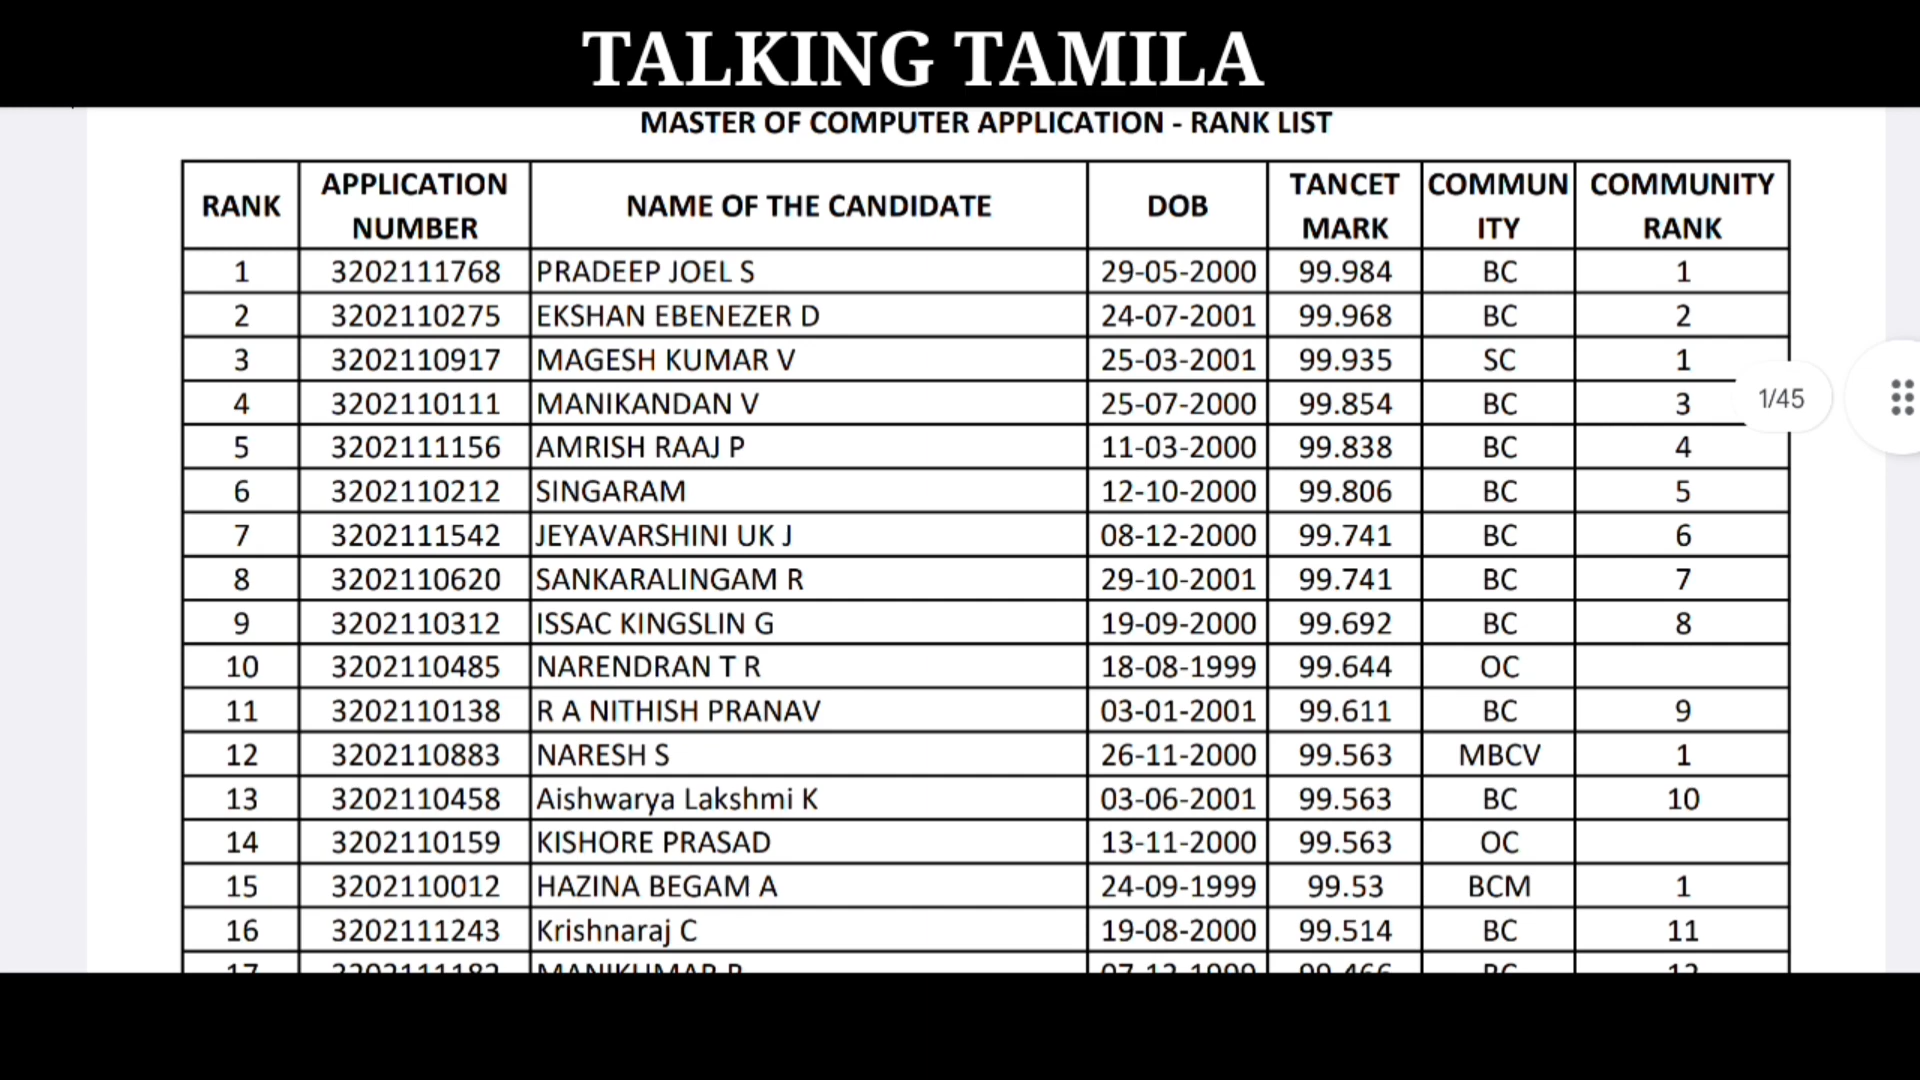 TALKING TAMILA
MASTER OF COMPUTER APPLICATION - RANK LIST
RANK APPLICATION NUMBER NAME OF THE CANDIDATE DOB TANCET MARK COMMUN ITY COMMUNITY RANK
1 3202111768 PRADEEP JOEL S 29-05-2000 99.984 BC 1
2 3202110275 EKSHAN EBENEZER D 24-07-2001 99.968 BC 2
3 3202110917 MAGESH KUMAR V 25-03-2001 99.935 SC 1
4 3202110111 MANIKANDAN V 25-07-2000 99.854 BC 3
1/45
5 3202111156 AMRISH RAAJ P 11-03-2000 99.838 BC 4
6 3202110212 SINGARAM 12-10-2000 99.806 BC 5
7 3202111542 JEYAVARSHINI UK J 08-12-2000 99.741 BC 6
8 3202110620 SANKARALINGAM R 29-10-2001 99.741 BC 7
9 3202110312 ISSAC KINGSLIN G 19-09-2000 99.692 BC 8
10 3202110485 NARENDRAN T R 18-08-1999 99.644 OC
11 3202110138 R A NITHISH PRANAV 03-01-2001 99.611 BC 9
12 3202110883 NARESH S 26-11-2000 99.563 MBCV 1
13 3202110458 Aishwarya Lakshmi K 03-06-2001 99.563 BC 10
14 3202110159 KISHORE PRASAD 13-11-2000 99.563 OC
15 3202110012 HAZINA BEGAM A 24-09-1999 99.53 BCM 1
16 3202111243 Krishnaraj C 19-08-2000 99.514 BC 11